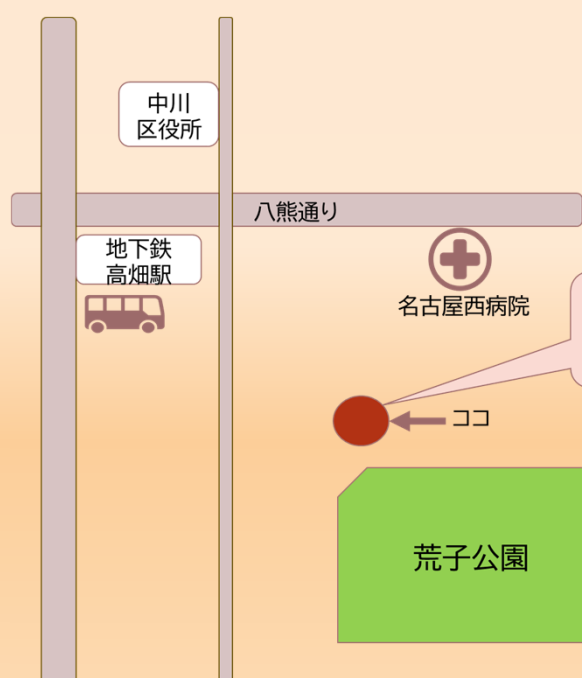 中川
区役所
八熊通り
地下鉄
高畑駅
名古屋西病院
ココ
荒子公園